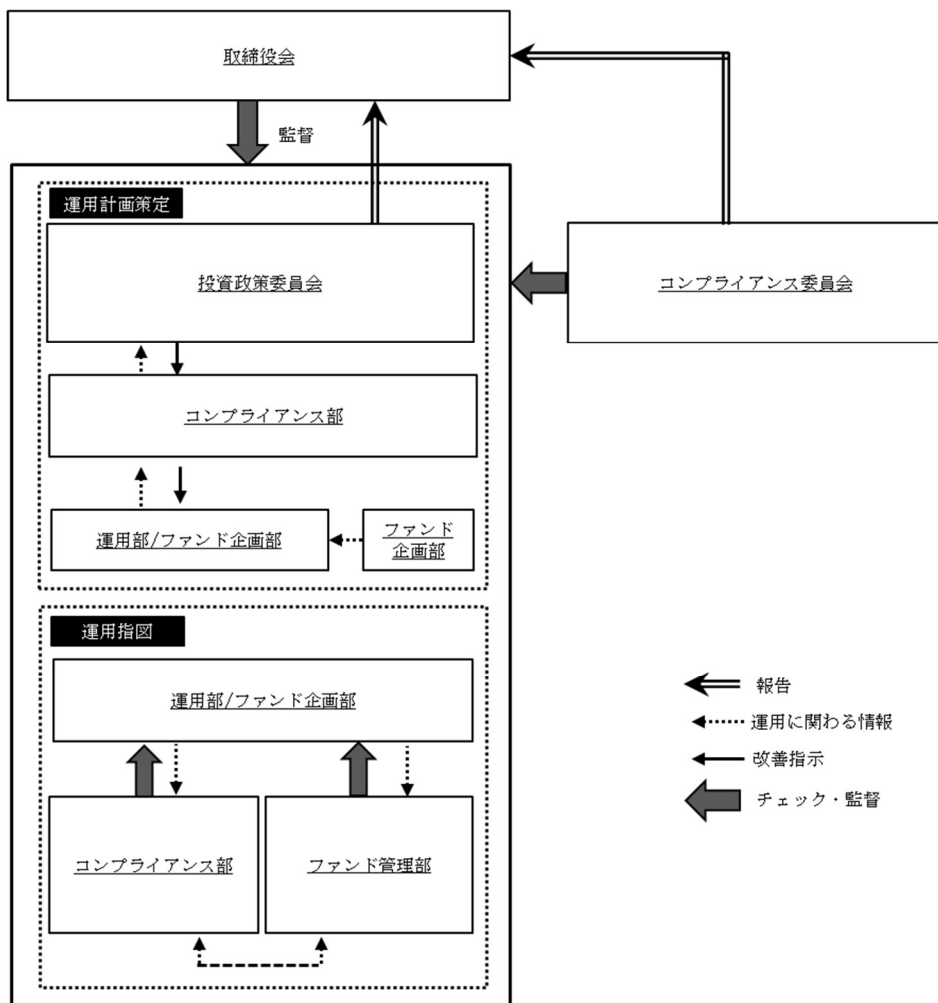 取締役会
監督
運用計画策定
投資政策委員会
コンプライアンス委員会
コンプライアンス部
運用部/ファンド企画部
ファンド
企画部
運用指図
運用部/ファンド企画部
コンプライアンス部
ファンド管理部
報告
運用に関わる情報
改善指示
チェック・監督